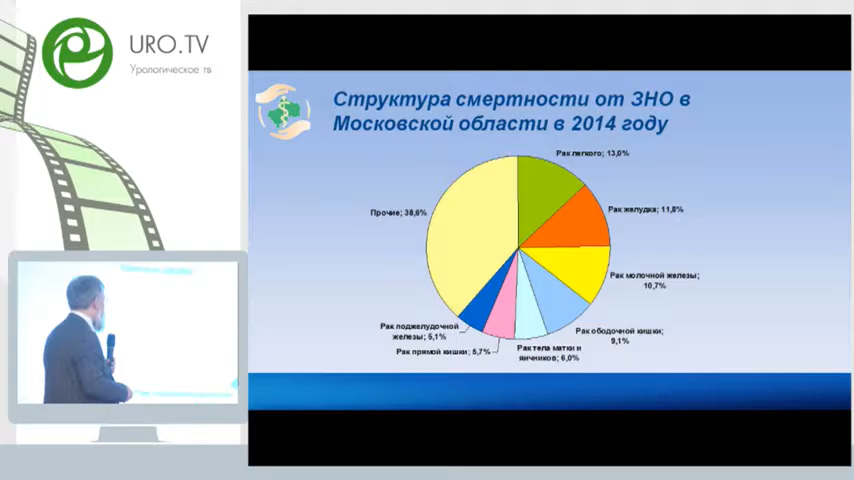 URO.TV
Урологическое тв
Структура смертности от ЗНО в
Московской области в 2014 году
Рак легкого; 13,0%
Рак желудка; 11,8%
Рак молочной железы;
10,7%
Рак ободочной кишки;
9,1%
Рак тела матки и
яичников; 6,0%
Рак прямой кишки; 5,7%
Рак поджелудочной
железы; 5,1%
Прочие; 38,6%